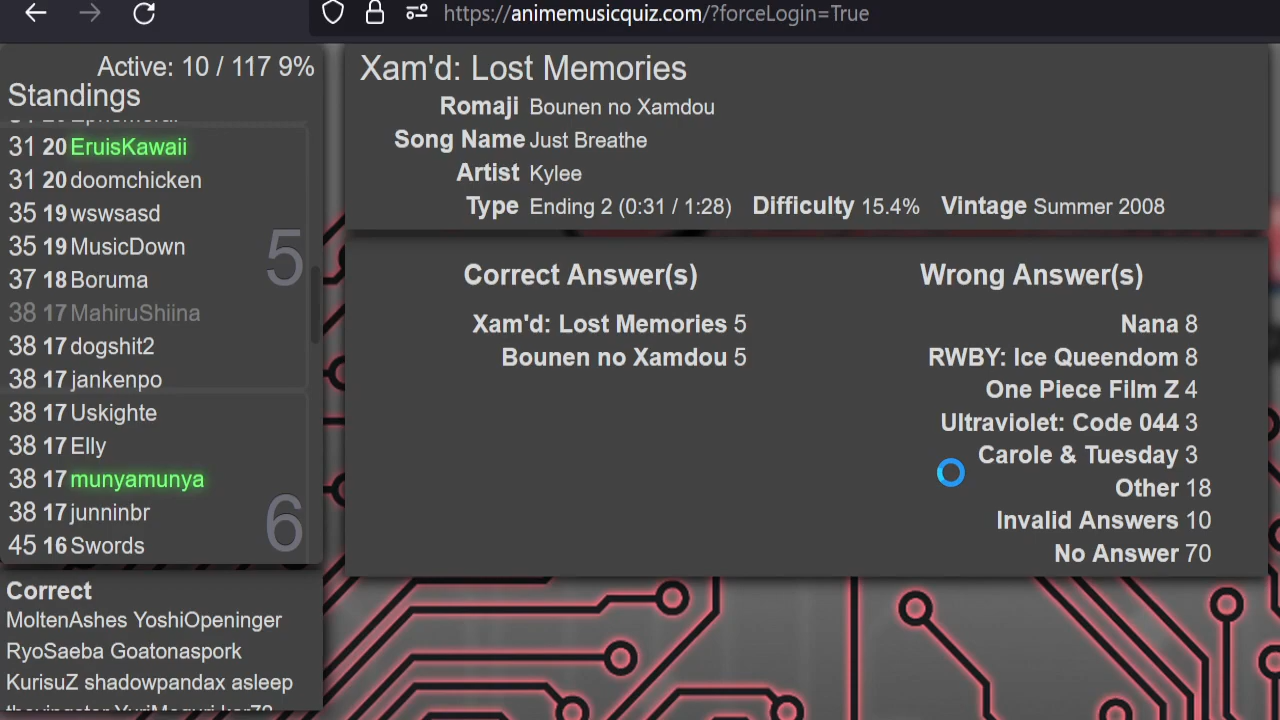 https://animemusicquiz.com/?forceLogin=True
Active: 10 / 117 9%
Standings
31 20 EruisKawaii
31 20 doomchicken
35 19 wswsasd
35 19 MusicDown
37 18 Boruma
5
38 17 MahiruShiina
38 17 dogshit2
38 17 jankenpo
38 17 Uskighte
38 17 Elly
38 17 munyamunya
38 17 junninbr
6
45 16 Swords
Correct
MoltenAshes YoshiOpeninger
RyoSaeba Goatonaspork
KurisuZ shadowpandax asleep
Xam'd: Lost Memories
Romaji Bounen no Xamdou
Song Name Just Breathe
Artist Kylee
Type Ending 2 (0:31 / 1:28) Difficulty 15.4% Vintage Summer 2008
Correct Answer(s)
Xam'd: Lost Memories 5
Bounen no Xamdou 5
Wrong Answer(s)
Nana 8
RWBY: Ice Queendom 8
One Piece Film Z 4
Ultraviolet: Code 044 3
Carole & Tuesday 3
Other 18
Invalid Answers 10
No Answer 70